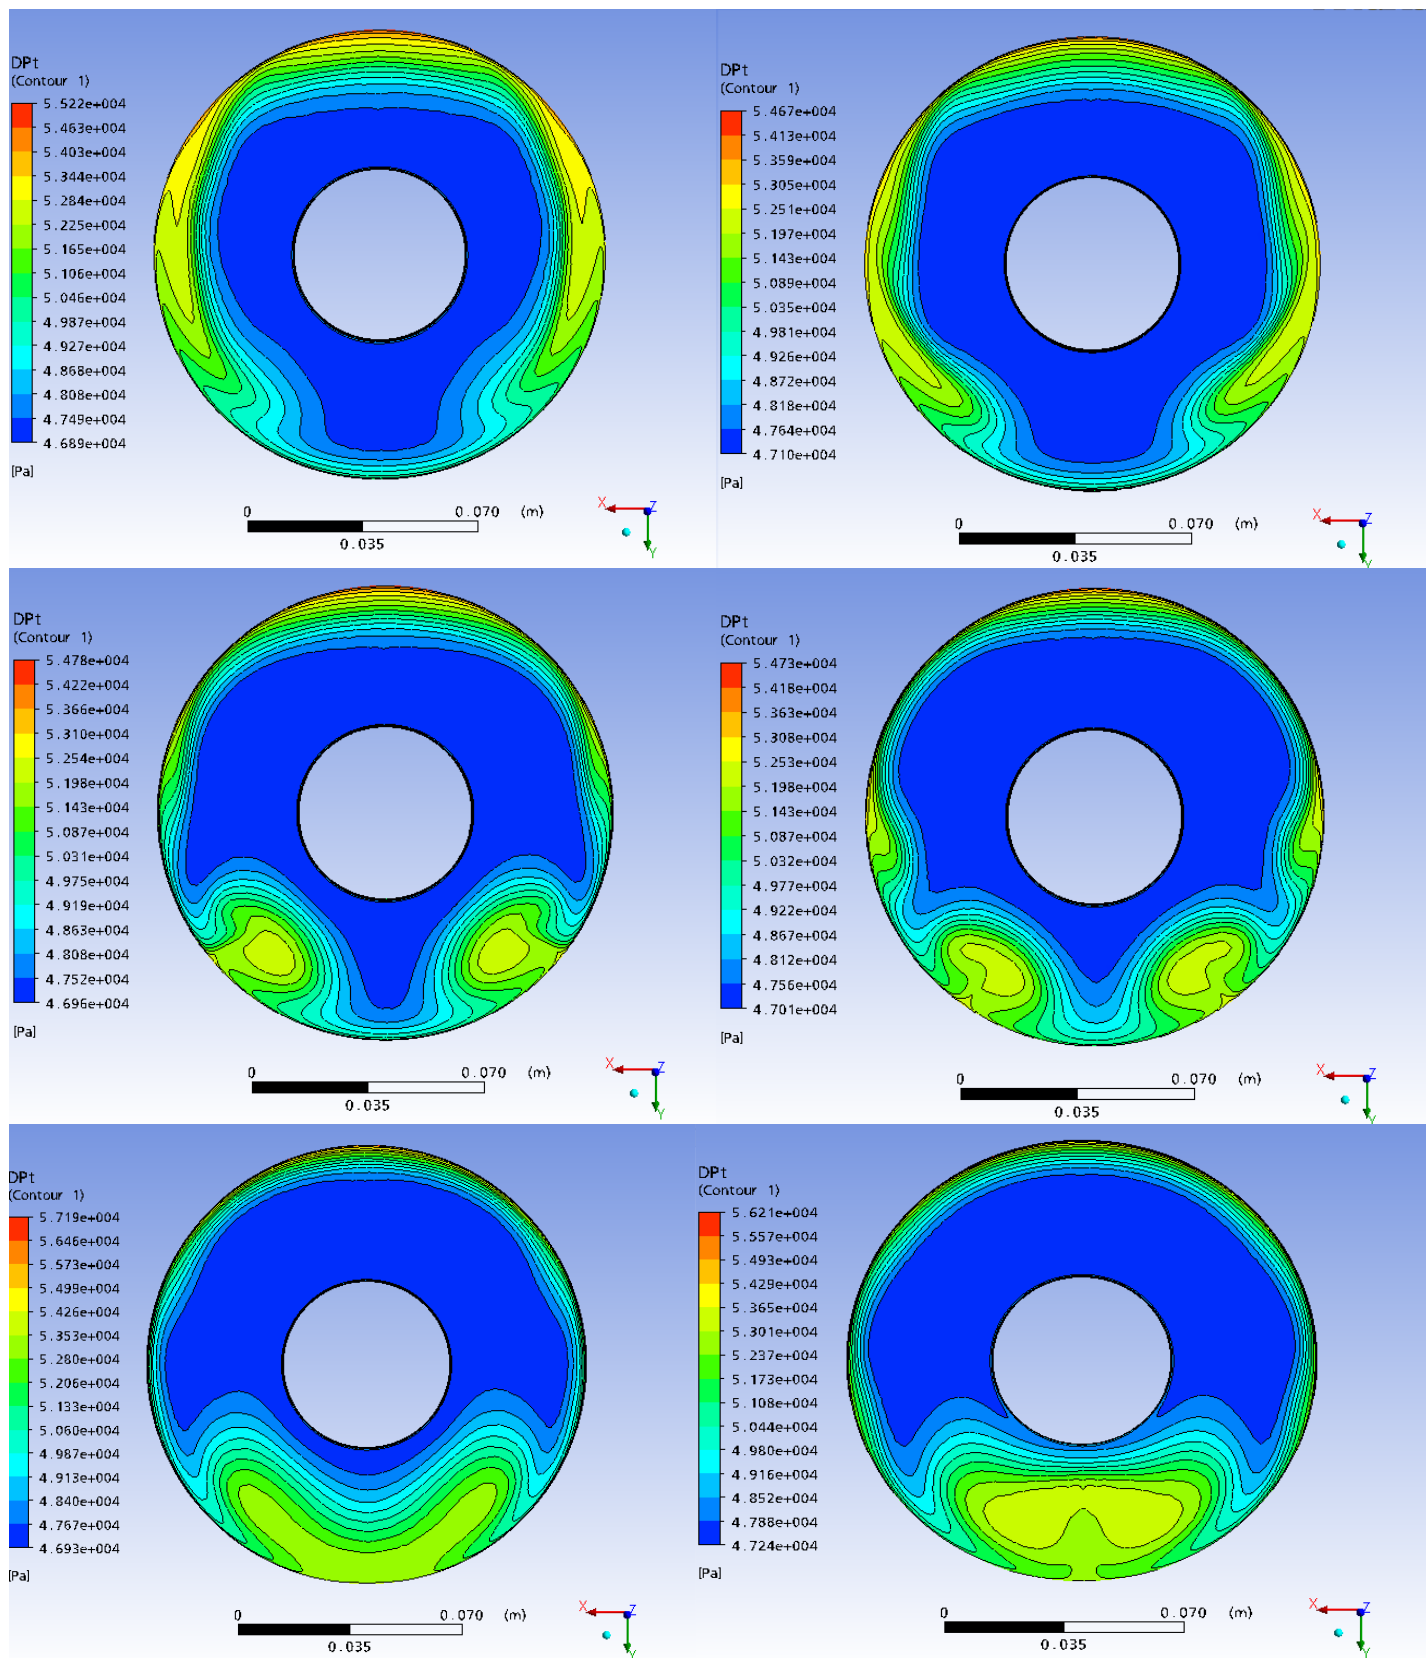 DPt
(Contour 1)
5.522e+004
5.463e+004
5.403e+004
5.344e+004
5.284e+004
5.225e+004
5.165e+004
5.106e+004
5.046e+004
4.987e+004
4.927e+004
4.868e+004
4.808e+004
4.749e+004
4.689e+004
[Pa]
0 0.070 (m)
0.035
X Z
Y
DPt
(Contour 1)
5.467e+004
5.413e+004
5.359e+004
5.305e+004
5.251e+004
5.197e+004
5.143e+004
5.089e+004
5.035e+004
4.981e+004
4.926e+004
4.872e+004
4.818e+004
4.764e+004
4.710e+004
[Pa]
0 0.070 (m)
0.035
X Z
Y
DPt
(Contour 1)
5.478e+004
5.422e+004
5.366e+004
5.310e+004
5.254e+004
5.198e+004
5.143e+004
5.087e+004
5.031e+004
4.975e+004
4.919e+004
4.863e+004
4.808e+004
4.752e+004
4.696e+004
[Pa]
0 0.070 (m)
0.035
X Z
Y
DPt
(Contour 1)
5.473e+004
5.418e+004
5.363e+004
5.308e+004
5.253e+004
5.198e+004
5.143e+004
5.087e+004
5.032e+004
4.977e+004
4.922e+004
4.867e+004
4.812e+004
4.756e+004
4.701e+004
[Pa]
0 0.070 (m)
0.035
X Z
Y
DPt
(Contour 1)
5.719e+004
5.646e+004
5.573e+004
5.499e+004
5.426e+004
5.353e+004
5.280e+004
5.206e+004
5.133e+004
5.060e+004
4.987e+004
4.913e+004
4.840e+004
4.767e+004
4.693e+004
[Pa]
0 0.070 (m)
0.035
X Z
Y
DPt
(Contour 1)
5.621e+004
5.557e+004
5.493e+004
5.429e+004
5.365e+004
5.301e+004
5.237e+004
5.173e+004
5.108e+004
5.044e+004
4.980e+004
4.916e+004
4.852e+004
4.788e+004
4.724e+004
[Pa]
0 0.070 (m)
0.035
X Z
Y